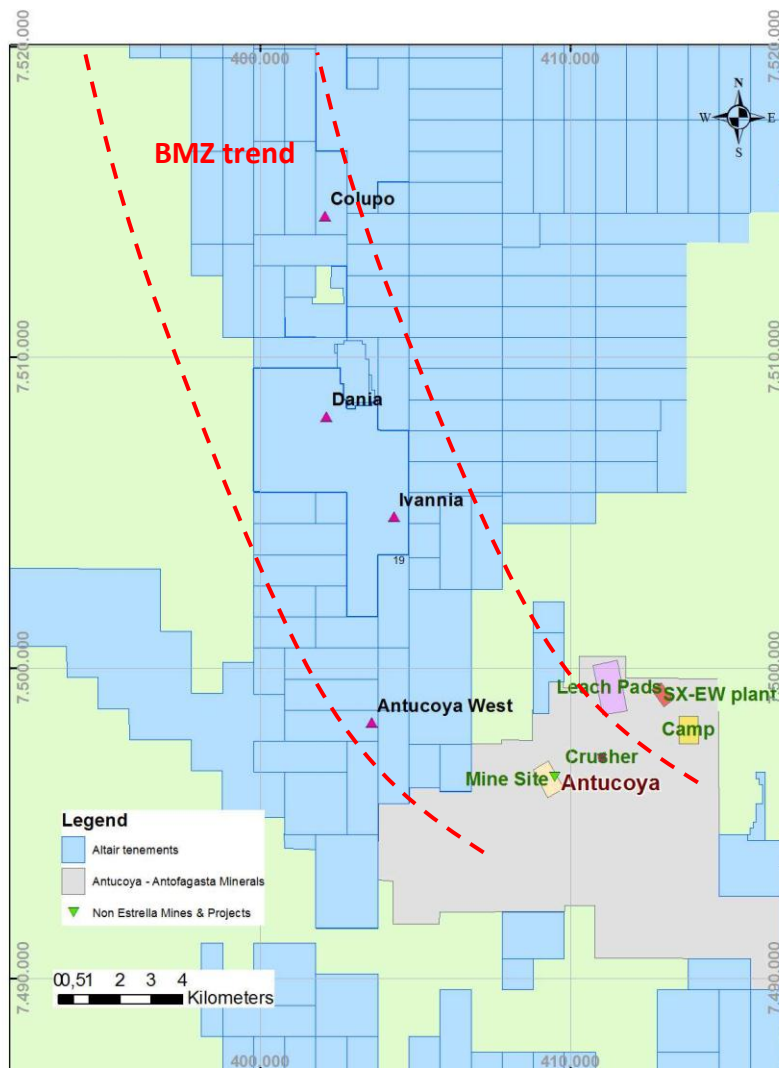 400.000
410.000
7.520.000
7.520.000
N
W
E
S
BMZ trend
Colupo
7.510.000
7.510.000
Dania
Ivannia
19
7.500.000
7.500.000
Leach Pads
SX-EW plant
Antucoya West
Camp
Crusher
Mine Site
Antucoya
Legend
Altair tenements
Antucoya - Antofagasta Minerals
Non Estrella Mines & Projects
7.490.000
7.490.000
00,51 2 3 4
Kilometers
400.000
410.000